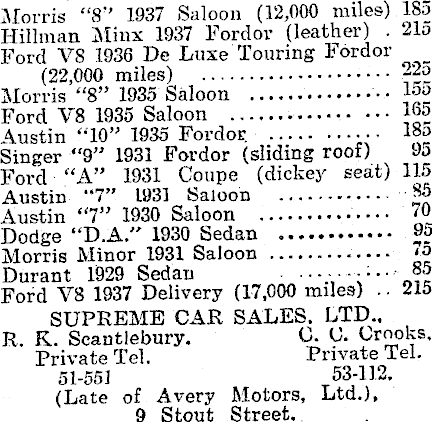 Morris "8" 1937 Saloon (12,000 miles) 185
Hillman Minx 1937 Fordor (leather) . 215
Ford V8 1936 De Luxe Touring Fordor
(22,000 miles) .................. 225
Morris "8" 1935 Saloon .............. 155
Ford V8 1935 Saloon .............. 165
Austin "10" 1935 Fordor ............ 185
Singer "9" 1931 Fordor (sliding roof) 95
Ford "A" 1931 Coupe (dickey seat) 115
Austin "7" 1931 Saloon ............ 85
Austin "7" 1930 Saloon ............ 70
Dodge "D.A." 1930 Sedan ............ 95
Morris Minor 1931 Saloon ............ 75
Durant 1929 Sedan ............ 85
Ford V8 1937 Delivery (17,000 miles) .. 215
SUPREME CAR SALES, LTD.,
R. K. Scantlebury. C. C. Crooks,
Private Tel. Private Tel.
51-551 53-112.
(Late of Avery Motors, Ltd.),
9 Stout Street.